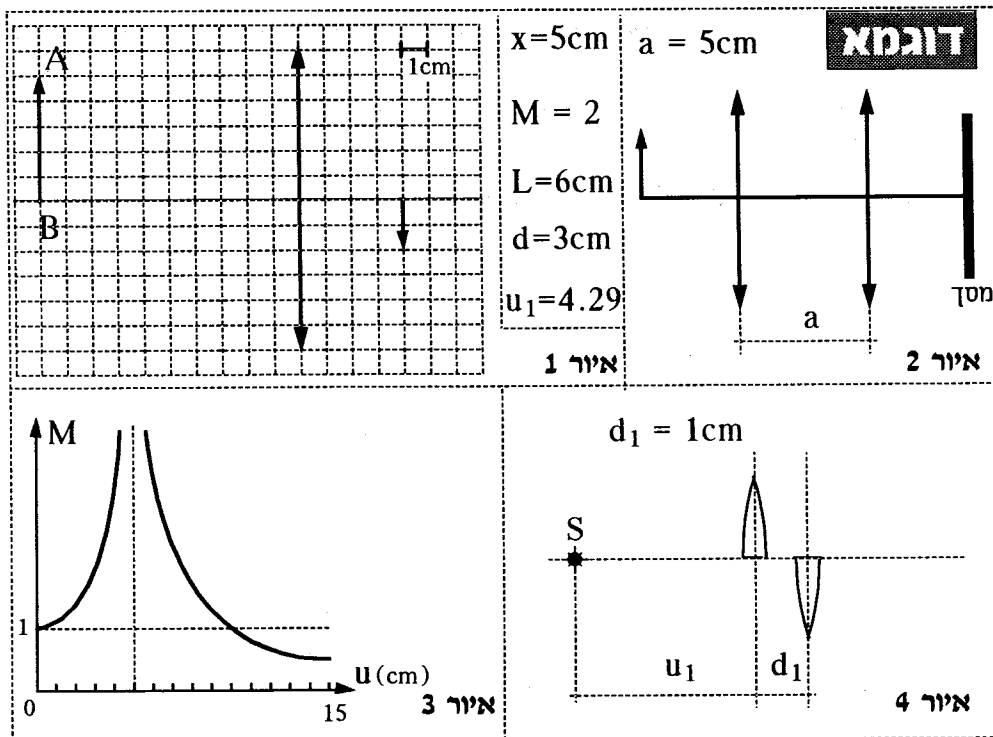 דוגמא
A
B
1cm
איור 1
x=5cm
M = 2
L=6cm
d=3cm
u₁=4.29
a = 5cm
a
מסך
איור 2
M
1
0
15
u (cm)
איור 3
d₁ = 1cm
S
u₁
d₁
איור 4